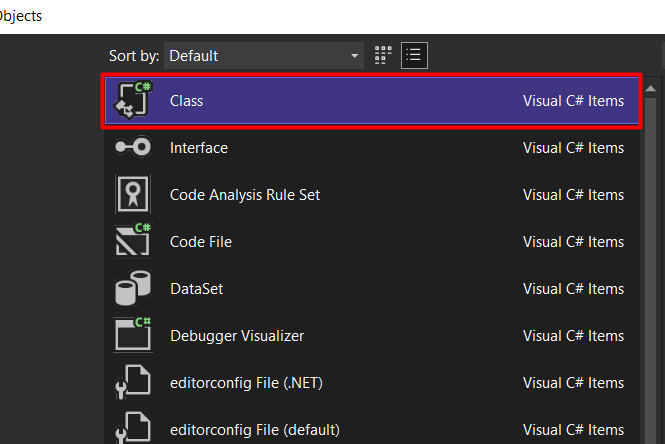 Objects
Sort by: Default
C# Class Visual C# Items
Interface Visual C# Items
Code Analysis Rule Set Visual C# Items
C# Code File Visual C# Items
DataSet Visual C# Items
C# Debugger Visualizer Visual C# Items
editorconfig File (.NET) Visual C# Items
editorconfig File (default) Visual C# Items